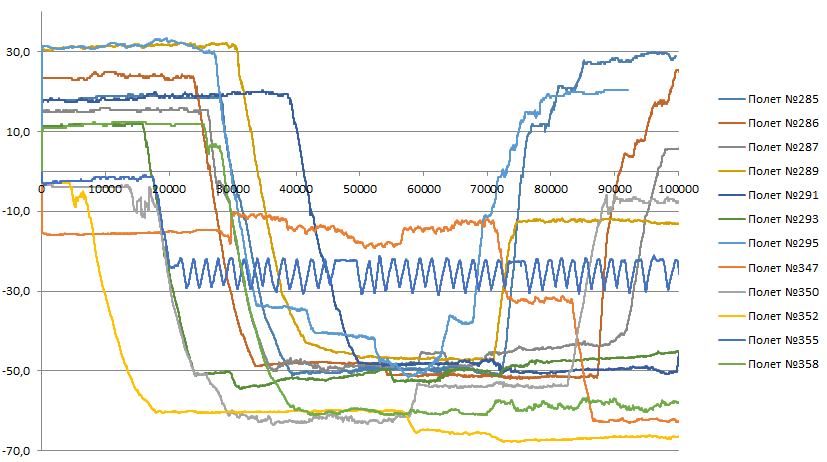 30,0
10,0
-10,0
-30,0
-50,0
-70,0
0 10000 20000 30000 40000 50000 60000 70000 80000 90000 100000
Полет №285
Полет №286
Полет №287
Полет №289
Полет №291
Полет №293
Полет №295
Полет №347
Полет №350
Полет №352
Полет №355
Полет №358